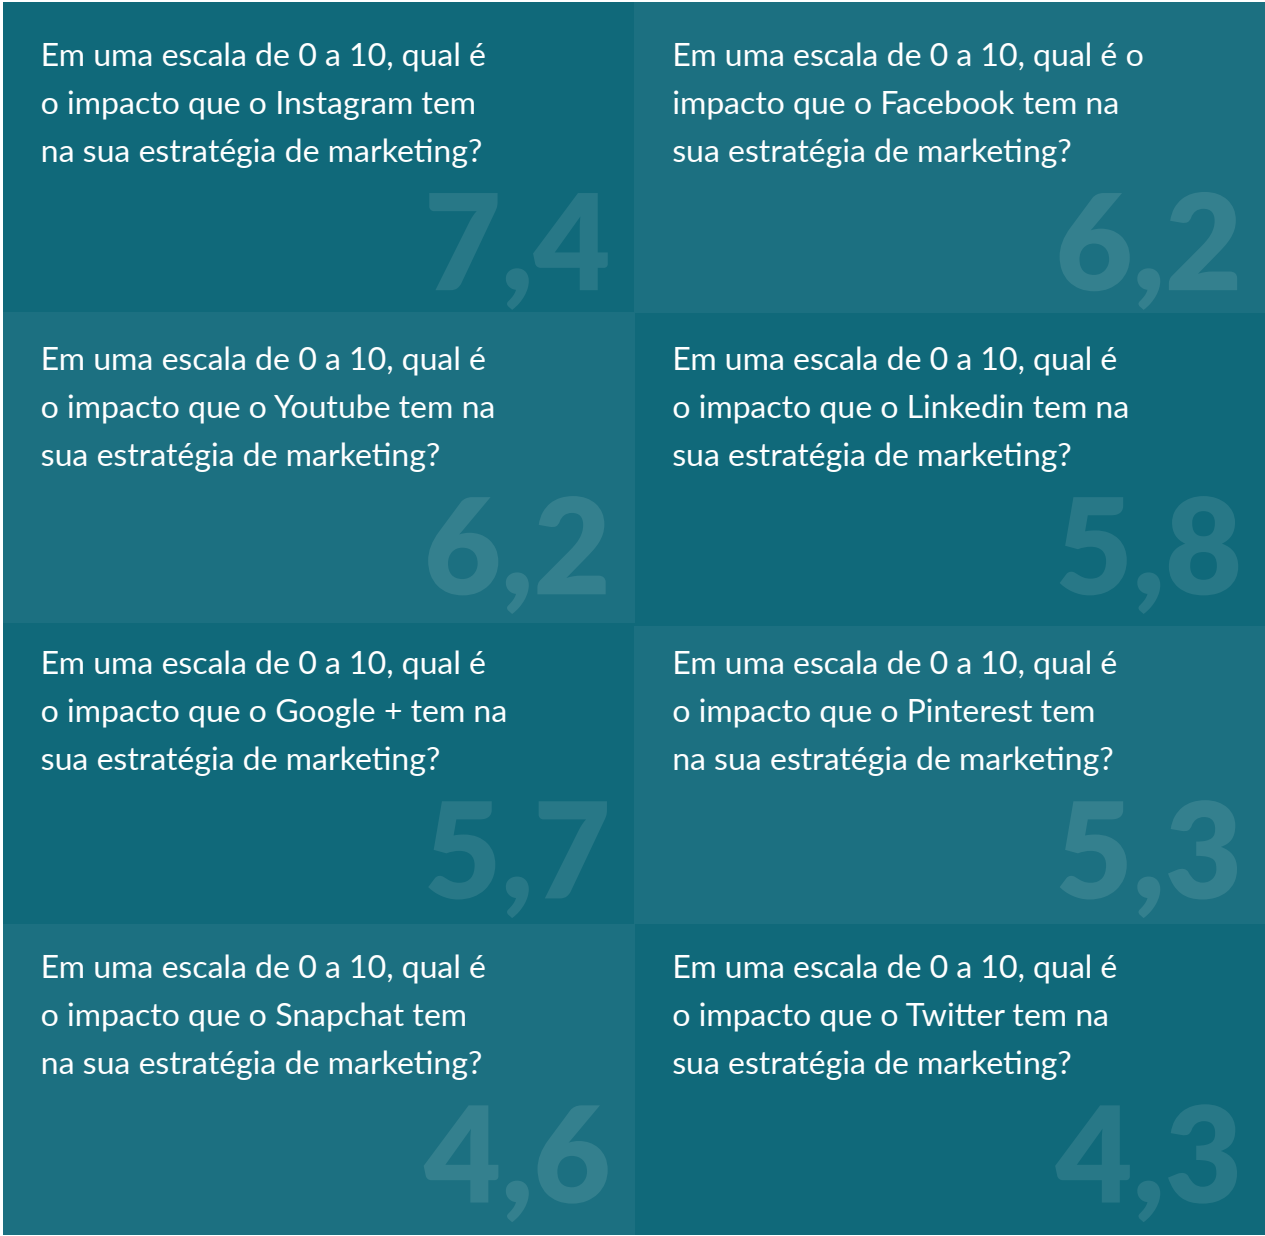 Em uma escala de 0 a 10, qual é
o impacto que o Instagram tem
na sua estratégia de marketing?
7,4
Em uma escala de 0 a 10, qual é o
impacto que o Facebook tem na
sua estratégia de marketing?
6,2
Em uma escala de 0 a 10, qual é
o impacto que o Youtube tem na
sua estratégia de marketing?
6,2
Em uma escala de 0 a 10, qual é
o impacto que o Linkedin tem na
sua estratégia de marketing?
5,8
Em uma escala de 0 a 10, qual é
o impacto que o Google + tem na
sua estratégia de marketing?
5,7
Em uma escala de 0 a 10, qual é
o impacto que o Pinterest tem
na sua estratégia de marketing?
5,3
Em uma escala de 0 a 10, qual é
o impacto que o Snapchat tem
na sua estratégia de marketing?
4,6
Em uma escala de 0 a 10, qual é
o impacto que o Twitter tem na
sua estratégia de marketing?
4,3